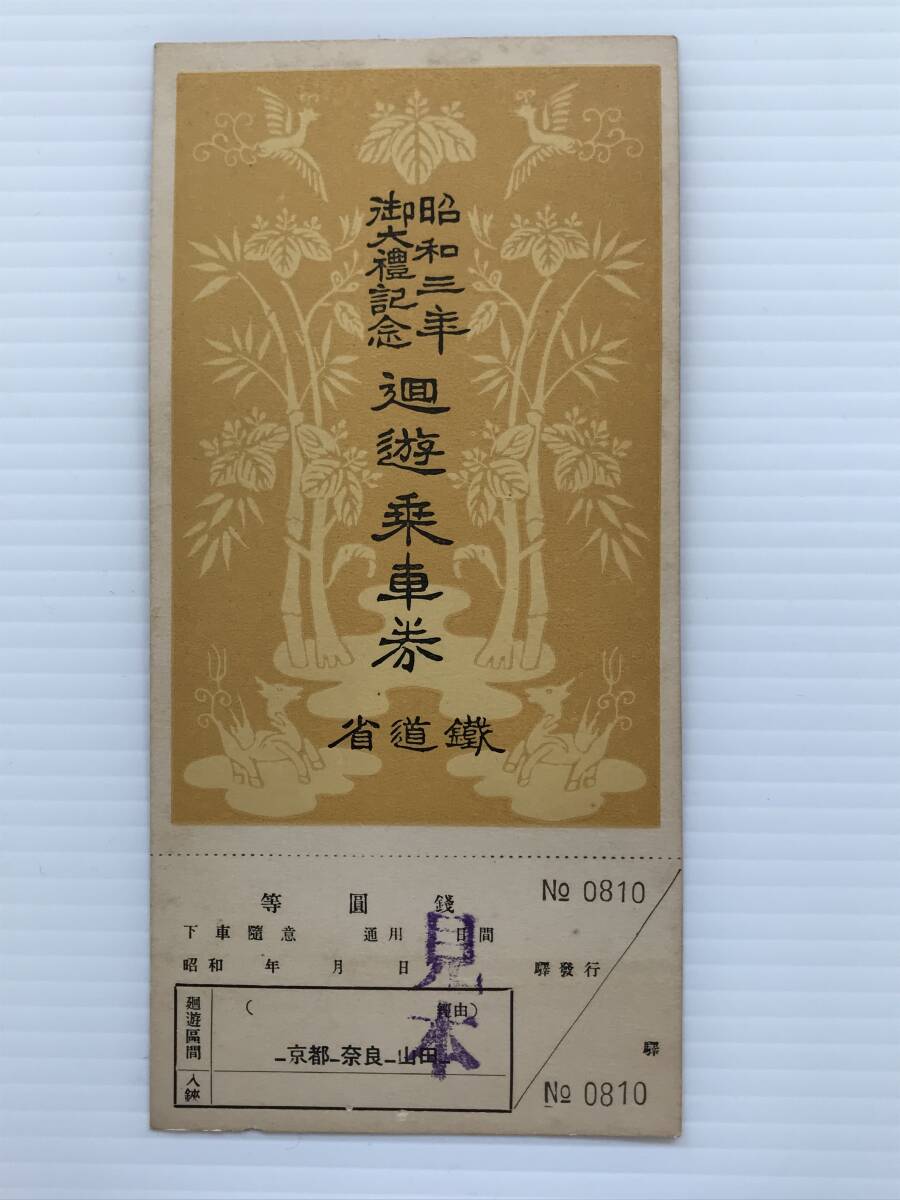 昭和三年
御大禮記念
廻遊乗車券
鐵道省
№ 0810
等 圓 錢
下車隨意 通用 日間
昭和 年 月 日 驛發行
見本
廻遊區間
( 經由)
–京都–奈良–山田–
入鋏
驛
№ 0810